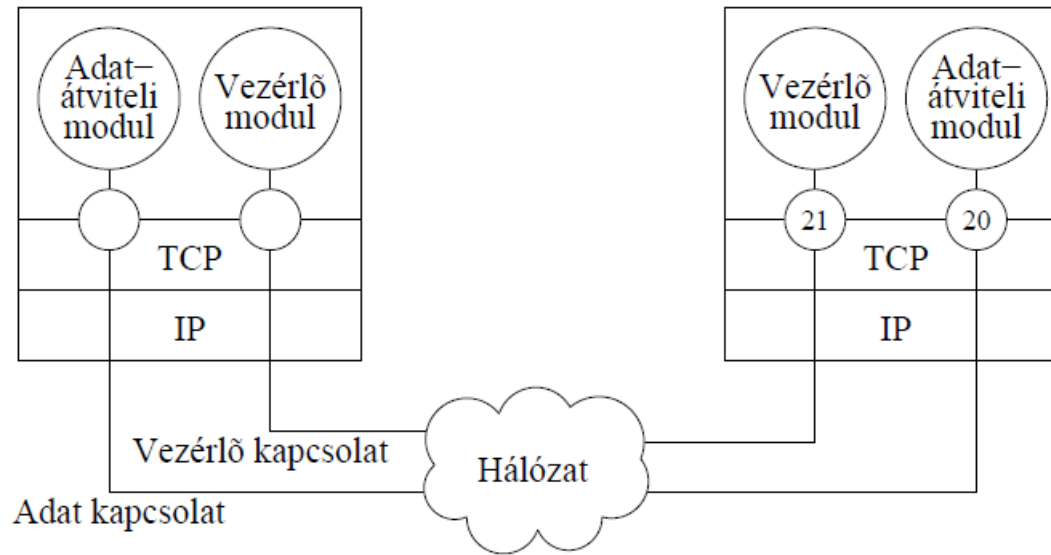 Adat–
átviteli
modul
Vezérlõ
modul
Vezérlõ
modul
Adat–
átviteli
modul
21
20
TCP
TCP
IP
IP
Vezérlõ kapcsolat
Hálózat
Adat kapcsolat